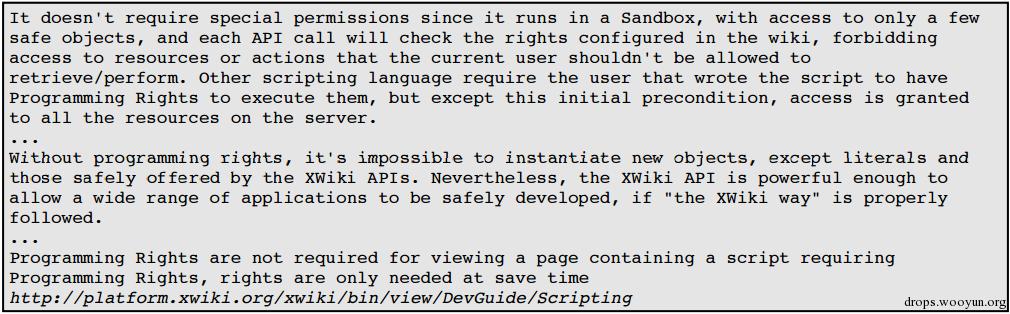 It doesn't require special permissions since it runs in a Sandbox, with access to only a few
safe objects, and each API call will check the rights configured in the wiki, forbidding
access to resources or actions that the current user shouldn't be allowed to
retrieve/perform. Other scripting language require the user that wrote the script to have
Programming Rights to execute them, but except this initial precondition, access is granted
to all the resources on the server.
...
Without programming rights, it's impossible to instantiate new objects, except literals and
those safely offered by the XWiki APIs. Nevertheless, the XWiki API is powerful enough to
allow a wide range of applications to be safely developed, if "the XWiki way" is properly
followed.
...
Programming Rights are not required for viewing a page containing a script requiring
Programming Rights, rights are only needed at save time
http://platform.xwiki.org/xwiki/bin/view/DevGuide/Scripting
drops.wooyun.org